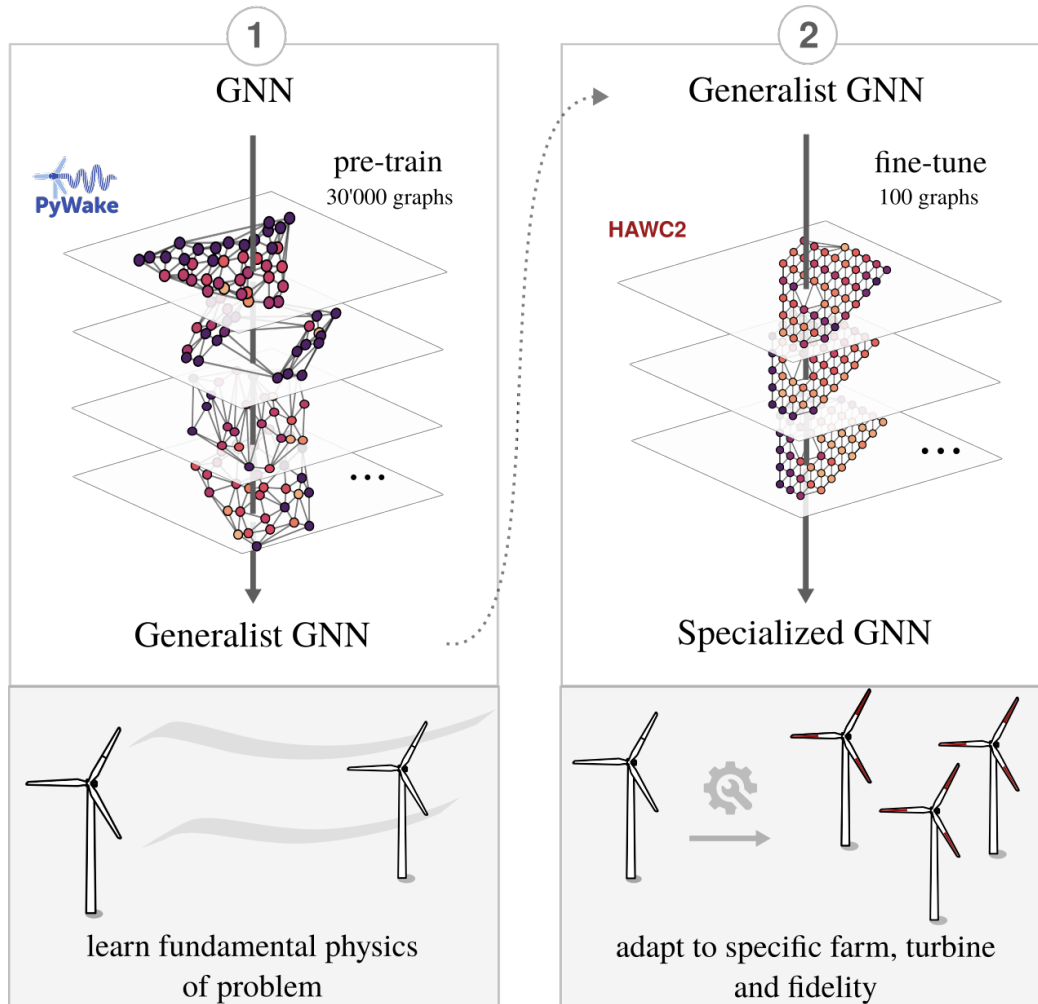 1
GNN
PyWake
pre-train
30'000 graphs
...
Generalist GNN
learn fundamental physics
of problem
2
Generalist GNN
fine-tune
100 graphs
HAWC2
...
Specialized GNN
adapt to specific farm, turbine
and fidelity